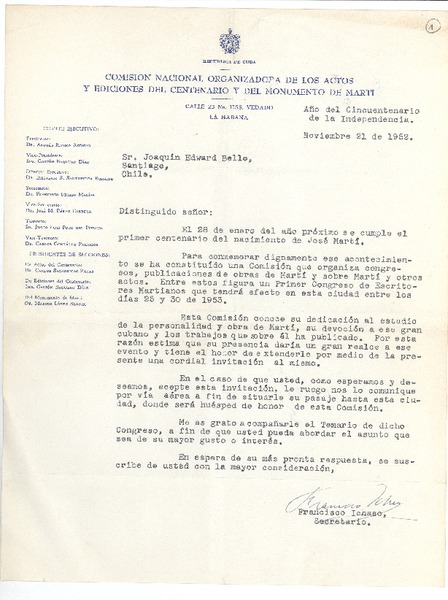 1
REPUBLICA DE CUBA
COMISION NACIONAL ORGANIZADORA DE LOS ACTOS
Y EDICIONES DEL CENTENARIO Y DEL MONUMENTO DE MARTI
CALLE 23 No. VEDADO
LA HABANA
Año del Cincuentenario
de la Independencia.
Noviembre 21 de 1952.
COMITE EJECUTIVO:
Sr. Joaquin Edward Bello,
Santiago,
Chile.
Distinguido señor:
El 28 de enero del año próximo se cumple el
primer centenario del nacimiento de José Martí.
PRESIDENTES DE SECCIONES:
Para conmemorar dignamente ese acontecimien-
to se ha constituído una Comisión que organiza congre-
sos, publicaciones de obras de Martí y sobre Martí y otros
actos. Entre estos figura un Primer Congreso de Escrito-
res Martianos que tendrá efecto en esta ciudad entre los
días 25 y 30 de 1953.
Esta Comisión conoce su dedicación al estudio
de la personalidad y obra de Martí, su devoción a ese gran
cubano y los trabajos que sobre él ha publicado. Por esta
razón estima que su presencia daría un gran realce a ese
evento y tiene el honor de extenderle por medio de la pre-
sente una cordial invitación al mismo.
En el caso de que usted, como esperamos y de-
seamos, acepte esta invitación, le ruego nos lo comunique
por vía aérea a fin de situarle su pasaje hasta esta ciu-
dad, donde será huésped de honor de esta Comisión.
Me es grato acompañarle el Temario de dicho
Congreso, a fin de que usted pueda abordar el asunto que
sea de su mayor gusto o interés.
En espera de su más pronta respuesta, se sus-
cribe de usted con la mayor consideración,
Francisco Ichaso,
Secretario.